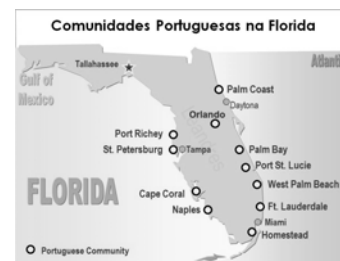 Comunidades Portuguesas na Florida
Tallahassee
Atlanti
Gulf of
Mexico
Palm Coast
Daytona
Orlando
Port Richey
St. Petersburg
Tampa
Palm Bay
Port St. Lucie
West Palm Beach
Cape Coral
FLORIDA
Naples
Ft. Lauderdale
Miami
Homestead
Portuguese Community